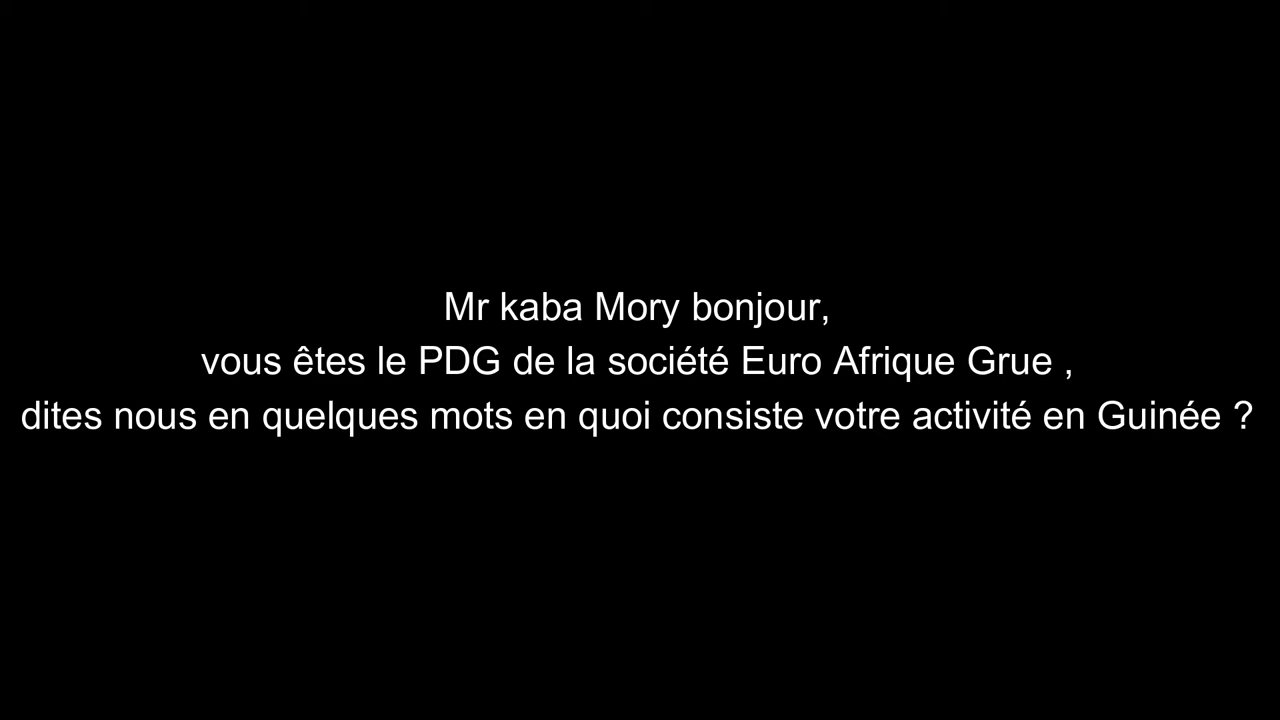 Mr kaba Mory bonjour,
vous êtes le PDG de la société Euro Afrique Grue ,
dites nous en quelques mots en quoi consiste votre activité en Guinée ?